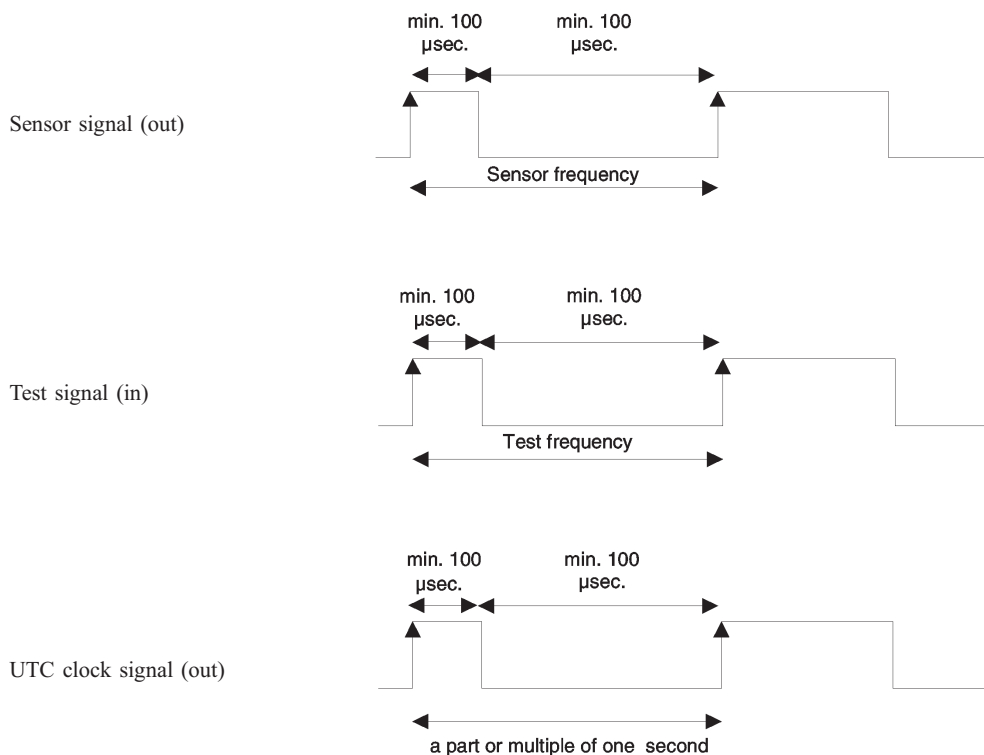 min. 100
µsec.
min. 100
µsec.
Sensor signal (out)
Sensor frequency
min. 100
µsec.
min. 100
µsec.
Test signal (in)
Test frequency
min. 100
µsec.
min. 100
µsec.
UTC clock signal (out)
a part or multiple of one second